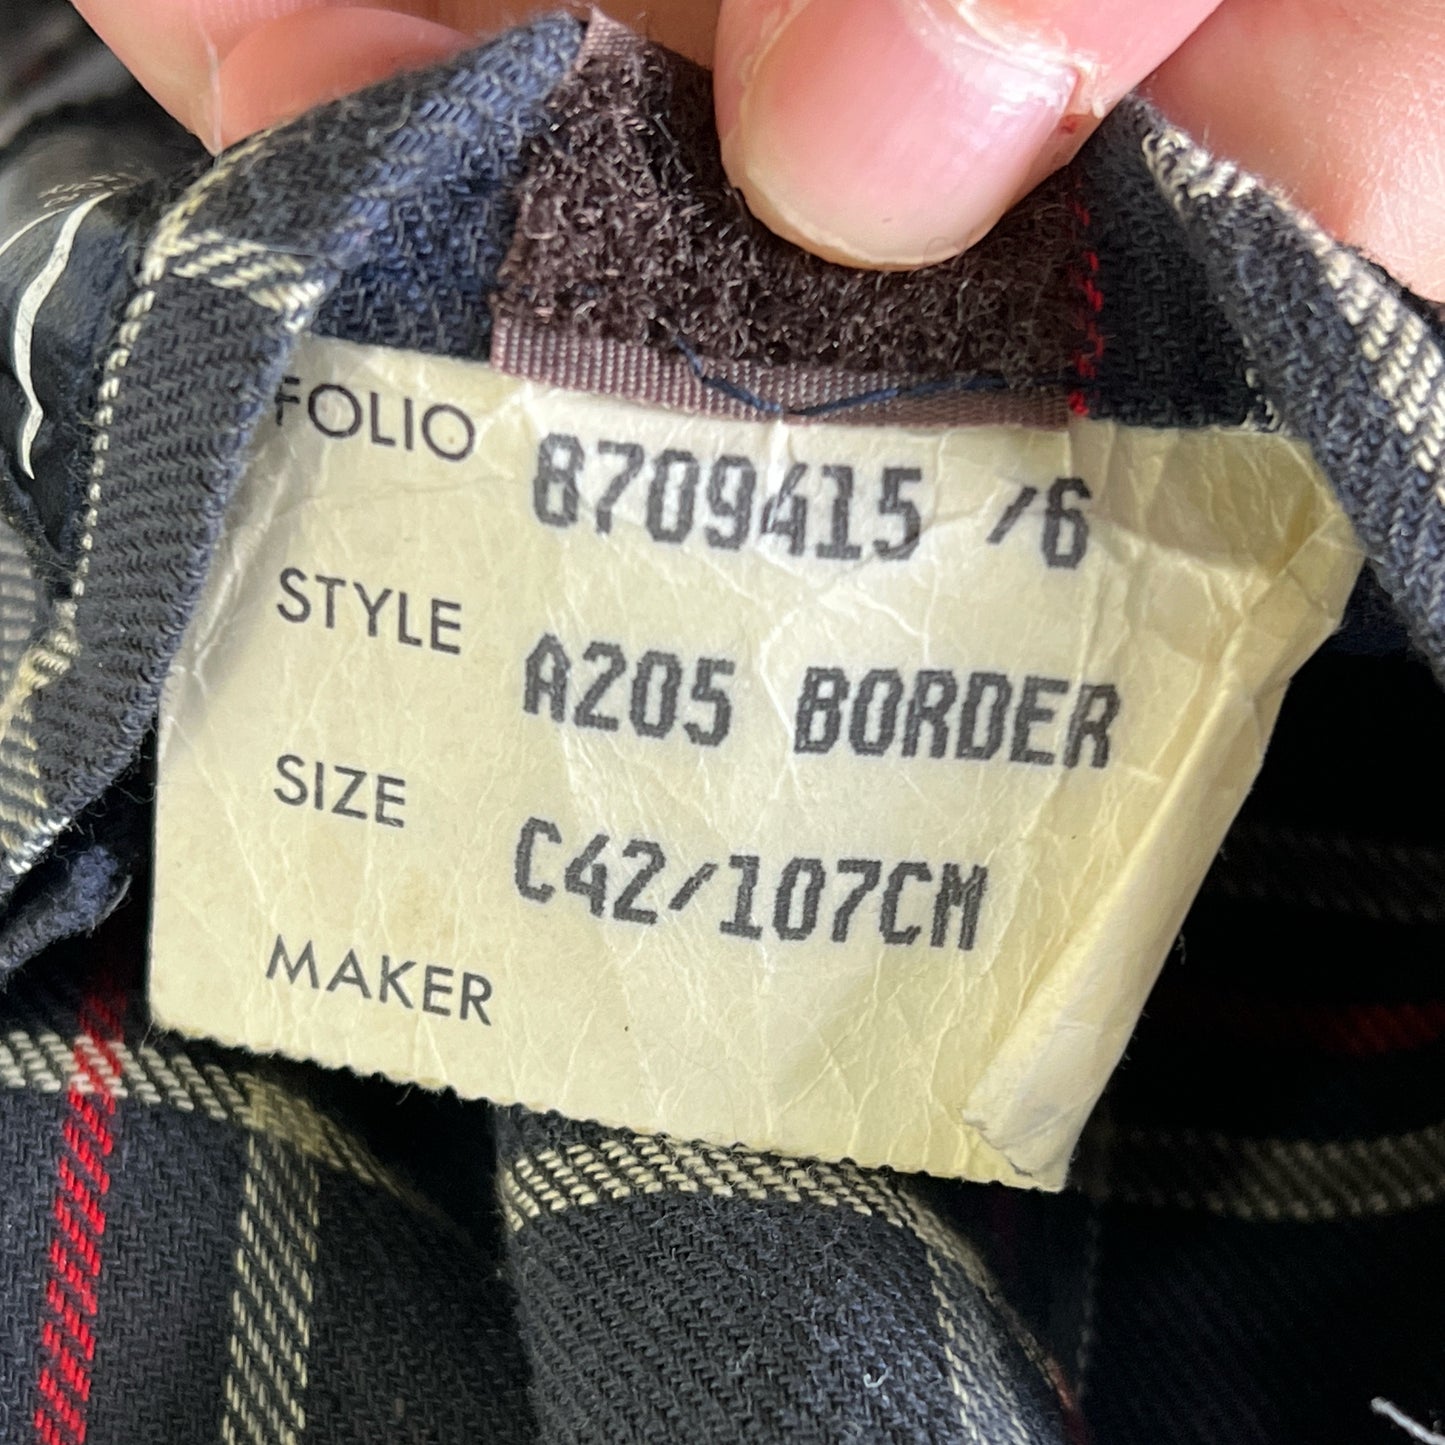 FOLIO 8709415 /6
STYLE A205 BORDER
SIZE C42/107CM
MAKER